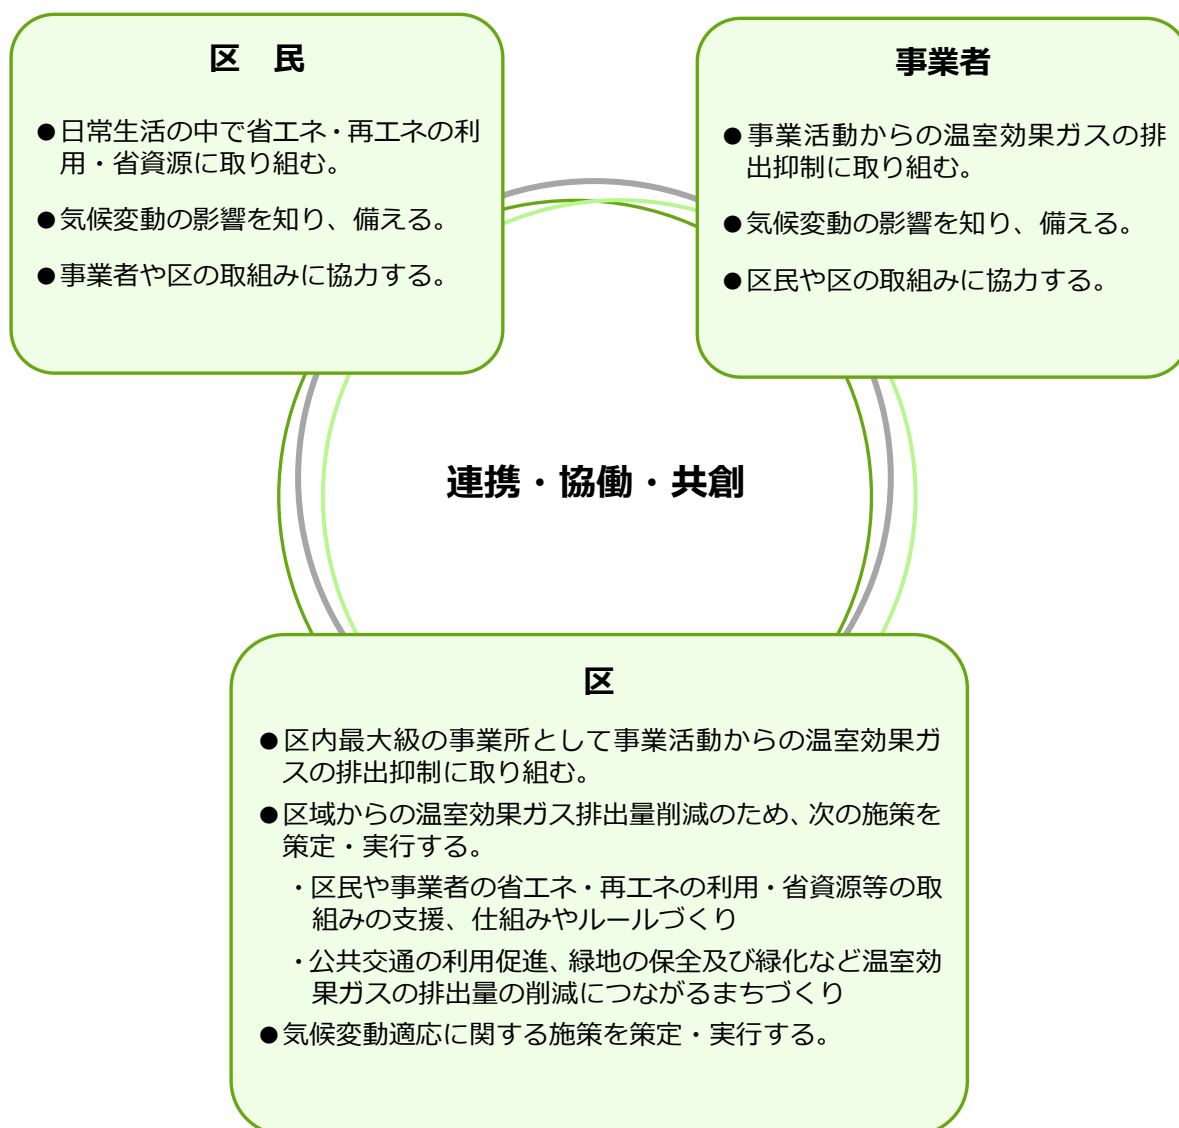 区　民
●日常生活の中で省エネ・再エネの利
用・省資源に取り組む。
●気候変動の影響を知り、備える。
●事業者や区の取組みに協力する。
事業者
●事業活動からの温室効果ガスの排
出抑制に取り組む。
●気候変動の影響を知り、備える。
●区民や区の取組みに協力する。
連携・協働・共創
区
●区内最大級の事業所として事業活動からの温室効果ガ
スの排出抑制に取り組む。
●区域からの温室効果ガス排出量削減のため、次の施策を
策定・実行する。
・区民や事業者の省エネ・再エネの利用・省資源等の取
組みの支援、仕組みやルールづくり
・公共交通の利用促進、緑地の保全及び緑化など温室効
果ガスの排出量の削減につながるまちづくり
●気候変動適応に関する施策を策定・実行する。